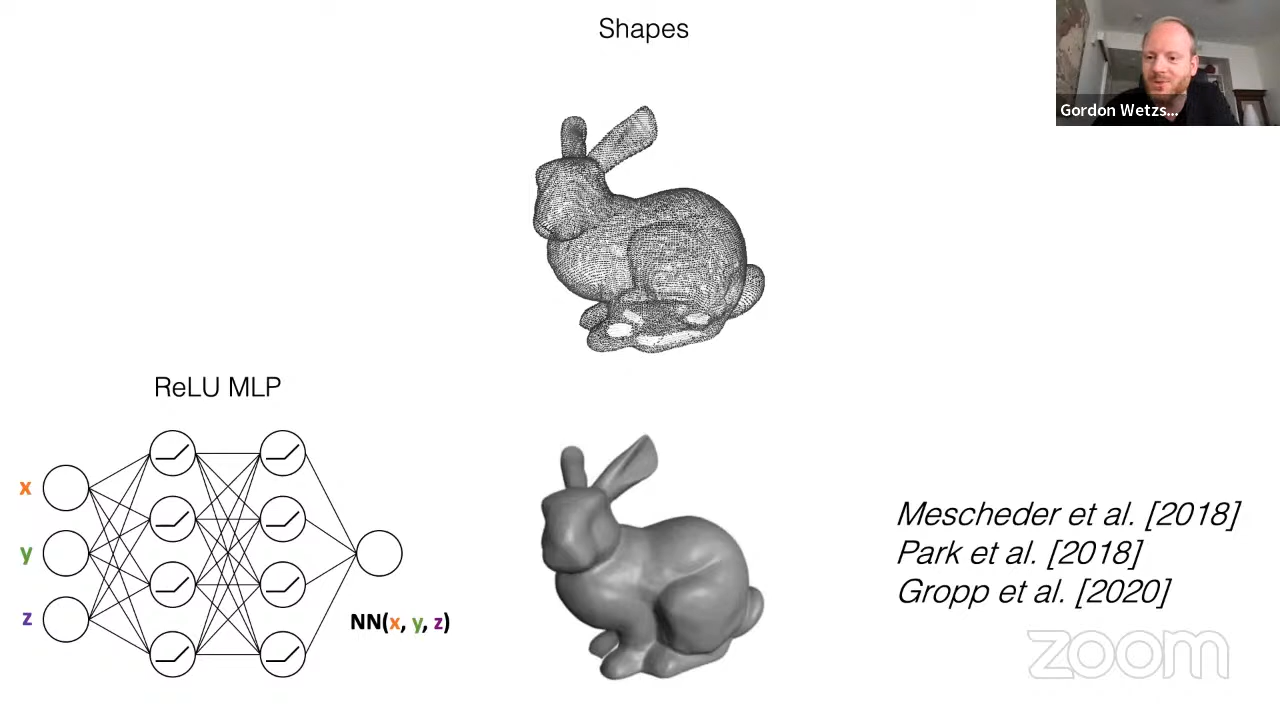 Shapes
Gordon Wetzs...
ReLU MLP
x
y
z
NN(x, y, z)
Mescheder et al. [2018]
Park et al. [2018]
Gropp et al. [2020]
zoom